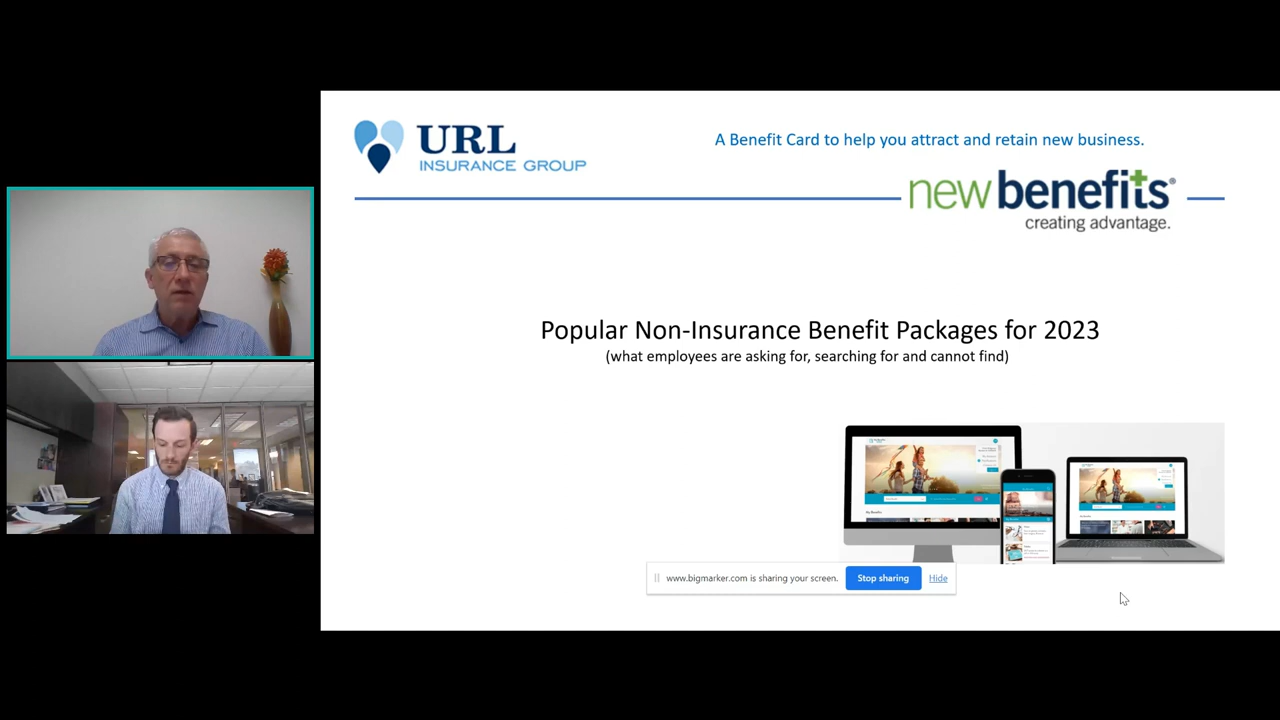 URL
INSURANCE GROUP
A Benefit Card to help you attract and retain new business.
newbenefits®
creating advantage.
Popular Non-Insurance Benefit Packages for 2023
(what employees are asking for, searching for and cannot find)
www.bigmarker.com is sharing your screen.
Stop sharing
Hide